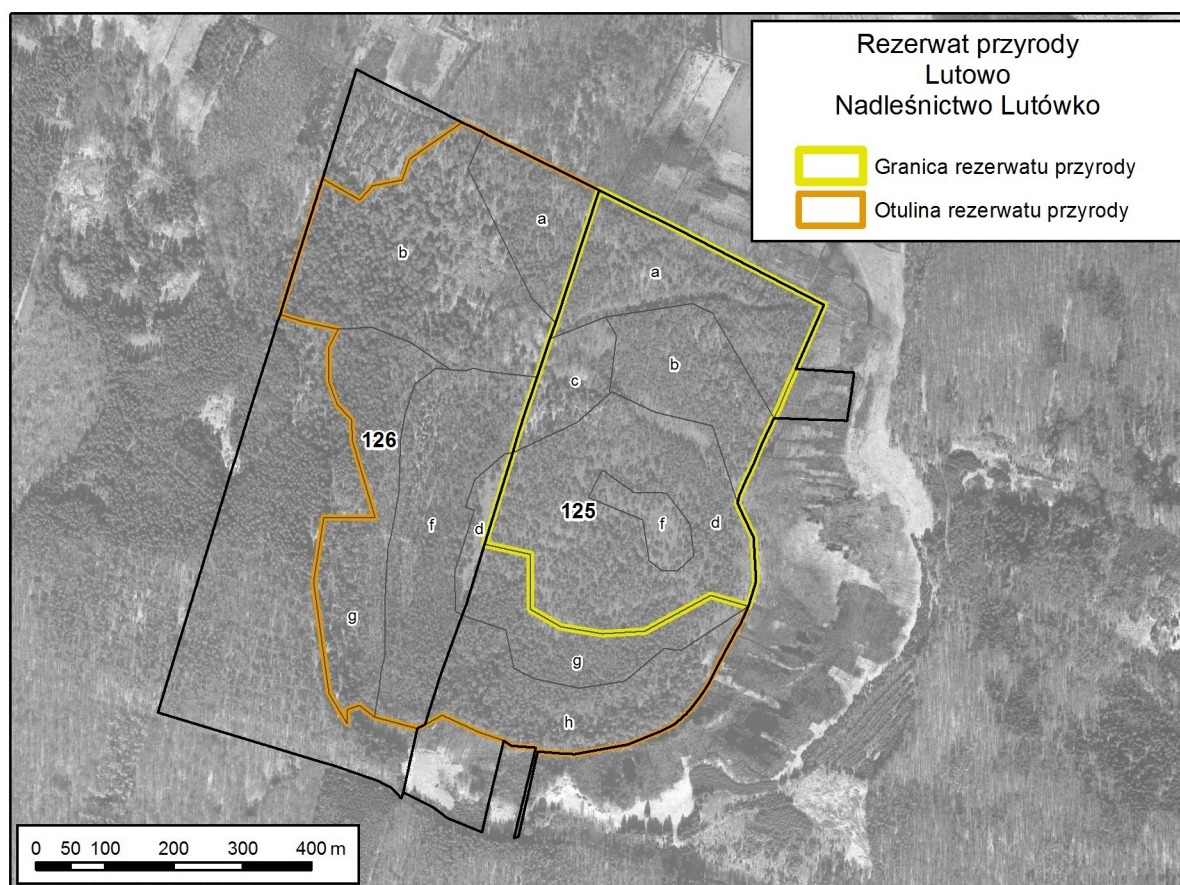 Rezerwat przyrody
Lutowo
Nadleśnictwo Lutówko
Granica rezerwatu przyrody
Otulina rezerwatu przyrody
a
b
a
b
c
126
125
f
d
f
d
g
g
h
0 50 100 200 300 400 m